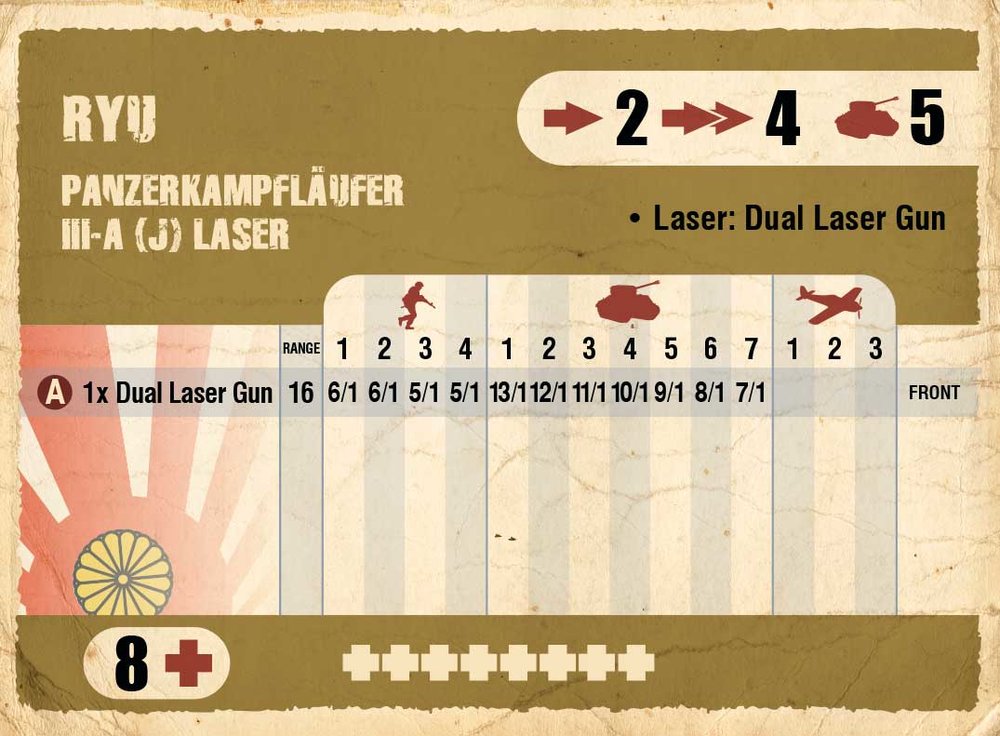 RYU
2 4 5
PANZERKAMPFLÄUFER
III-A (J) LASER
• Laser: Dual Laser Gun
RANGE 1 2 3 4 1 2 3 4 5 6 7 1 2 3
A 1x Dual Laser Gun 16 6/1 6/1 5/1 5/1 13/1 12/1 11/1 10/1 9/1 8/1 7/1 FRONT
8